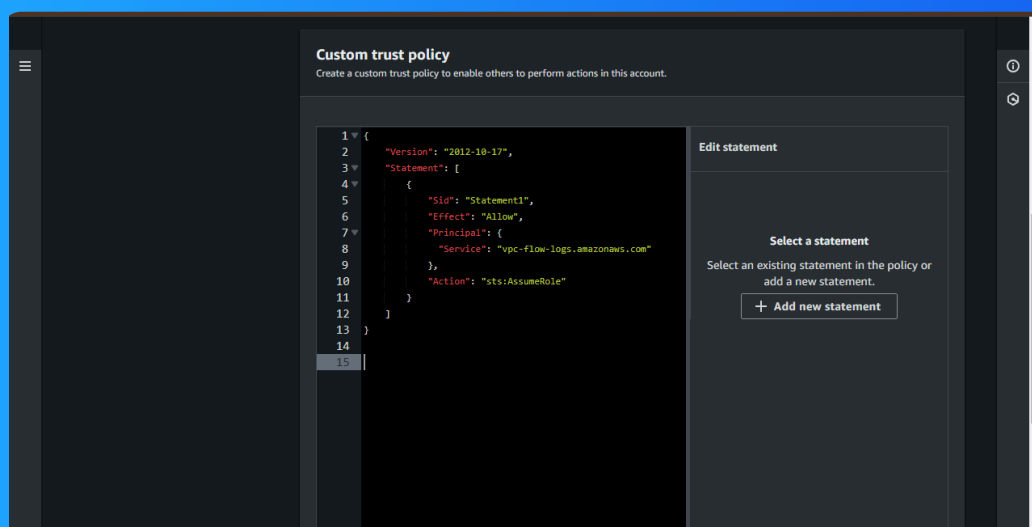 Custom trust policy
Create a custom trust policy to enable others to perform actions in this account.
1 {
2 "Version": "2012-10-17",
3 "Statement": [
4 {
5 "Sid": "Statement1",
6 "Effect": "Allow",
7 "Principal": {
8 "Service": "vpc-flow-logs.amazonaws.com"
9 },
10 "Action": "sts:AssumeRole"
11 }
12 ]
13 }
14
15
Edit statement
Select a statement
Select an existing statement in the policy or
add a new statement.
+ Add new statement